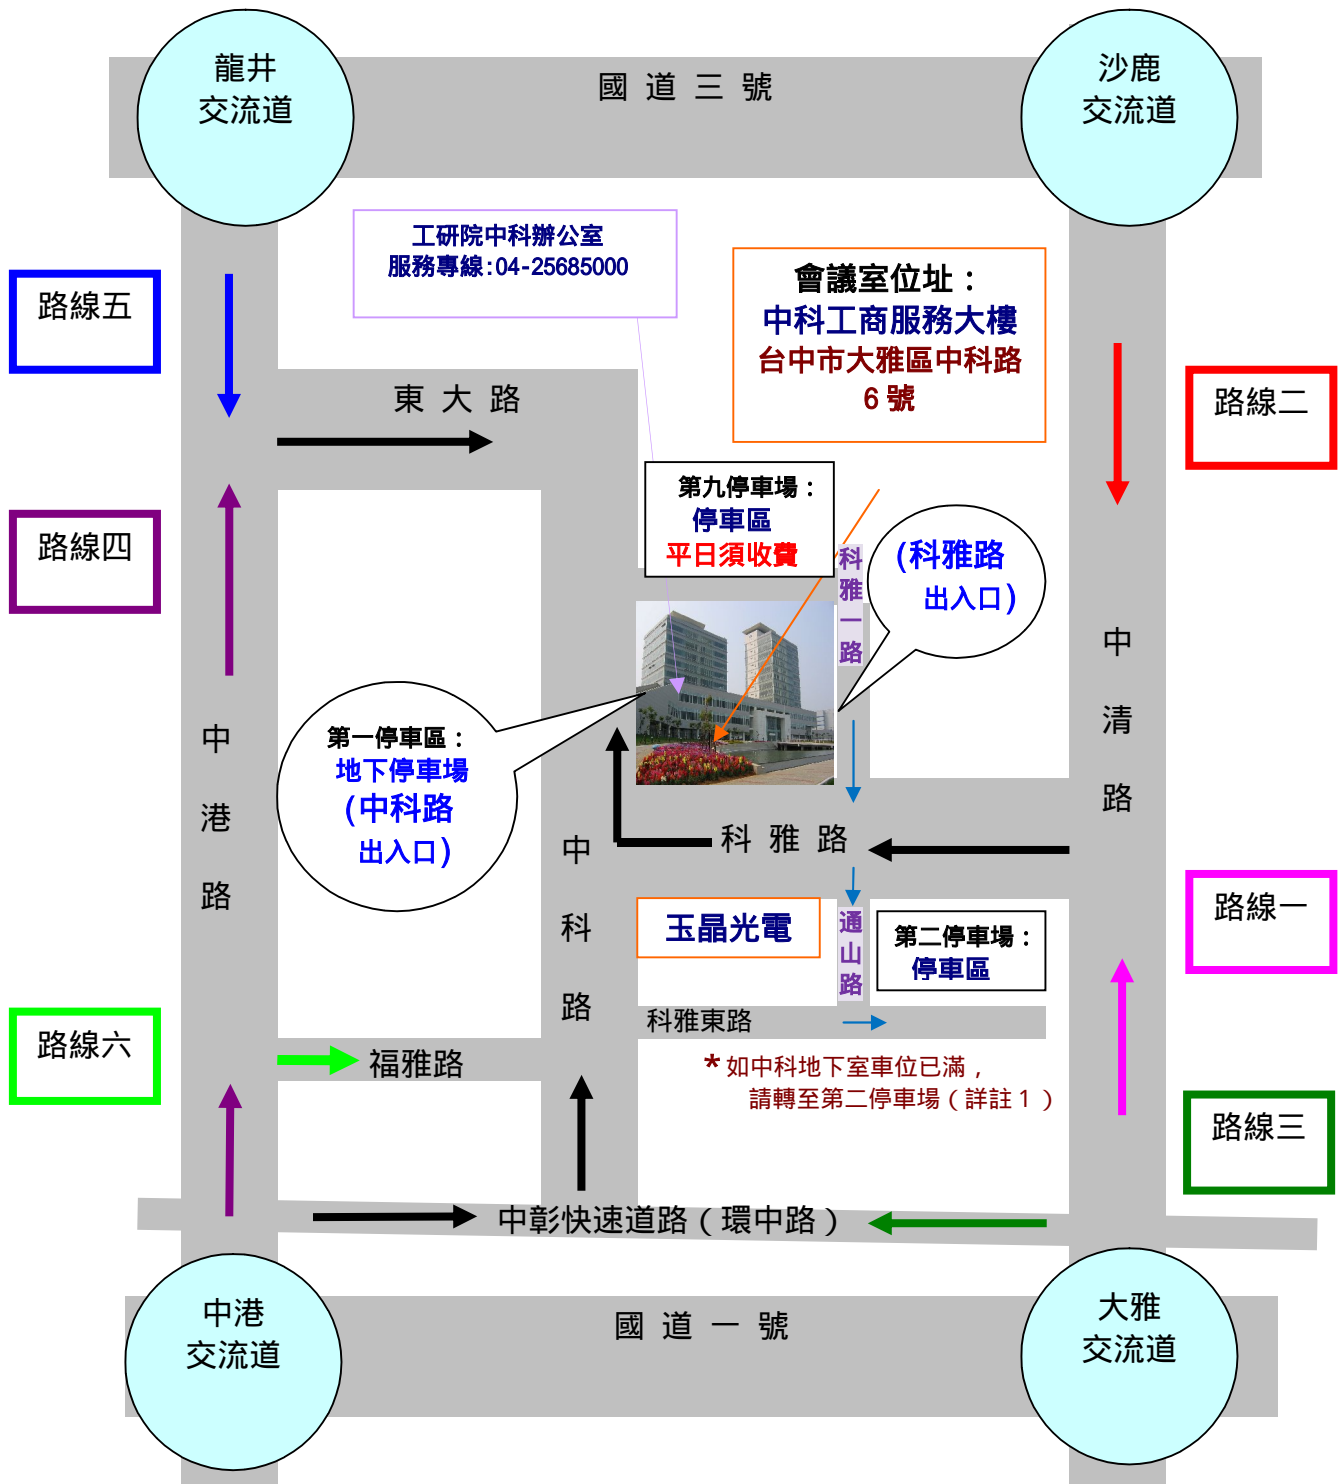 龍井
交流道
國道三號
沙鹿
交流道
工研院中科辦公室
服務專線:04-25685000
會議室位址：
中科工商服務大樓
台中市大雅區中科路
6號
路線五
路線二
東大路
第九停車場：
停車區
平日須收費
科雅一路
(科雅路
出入口)
路線四
中清路
中港路
第一停車區：
地下停車場
(中科路
出入口)
科雅路
中科路
玉晶光電
通山路
第二停車場：
停車區
路線一
科雅東路
路線六
福雅路
*如中科地下室車位已滿，
請轉至第二停車場（詳註1）
路線三
中彰快速道路（環中路）
中港
交流道
國道一號
大雅
交流道